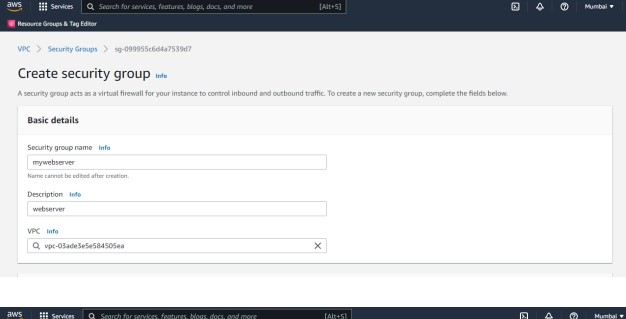 aws Services Search for services, features, blogs, docs, and more [Alt+S] Mumbai ▼
Resource Groups & Tag Editor
VPC > Security Groups > sg-099955c6d4a7539d7
Create security group Info
A security group acts as a virtual firewall for your instance to control inbound and outbound traffic. To create a new security group, complete the fields below.
Basic details
Security group name Info
mywebserver
Name cannot be edited after creation.
Description Info
webserver
VPC Info
vpc-03ade3e5e584505ea
aws Services Search for services, features, blogs, docs, and more [Alt+S] Mumbai ▼